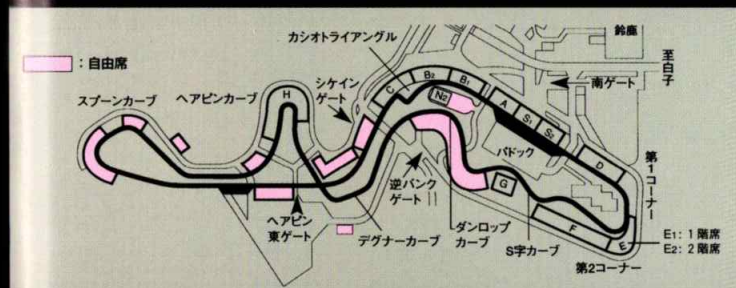 ：自由席
スプーンカーブ
ヘアピンカーブ
H
シケイン
ゲート
カシオトライアングル
C
B2
B1
N2
A
S1
S2
パドック
D
鈴鹿
至白子
南ゲート
第1コーナー
E1：1階席
E2：2階席
E
第2コーナー
F
G
S字カーブ
ダンロップ
カーブ
逆バンク
ゲート
デグナーカーブ
ヘアピン
東ゲート